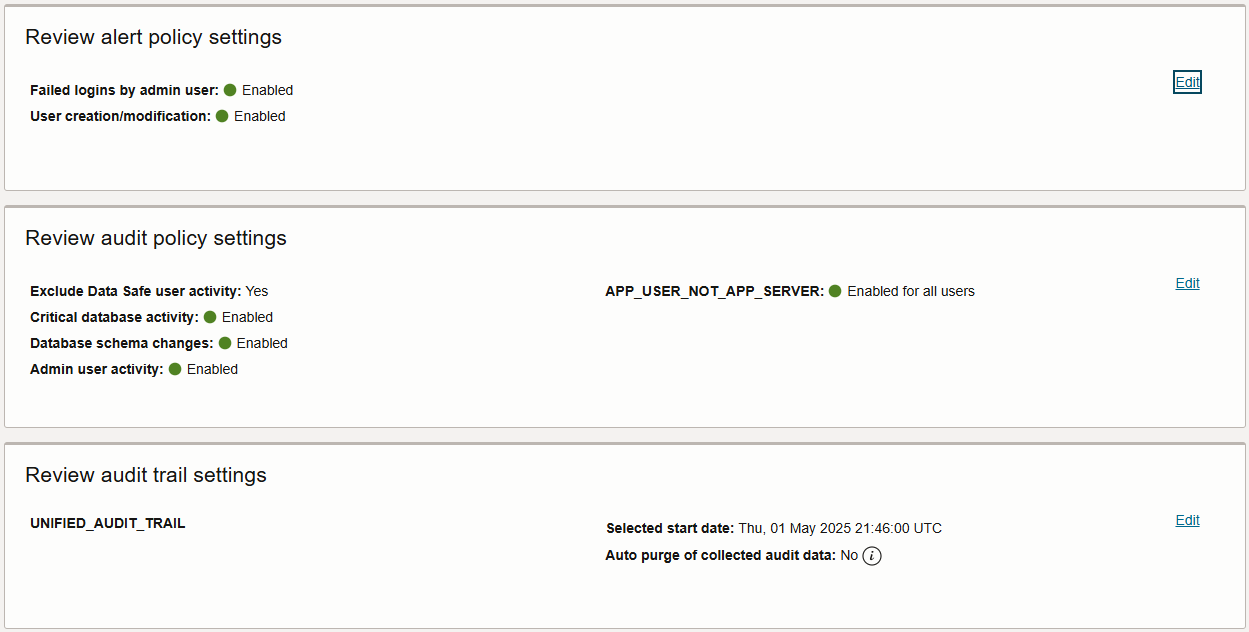 Review alert policy settings
Edit
Failed logins by admin user: Enabled
User creation/modification: Enabled
Review audit policy settings
Edit
Exclude Data Safe user activity: Yes
Critical database activity: Enabled
Database schema changes: Enabled
Admin user activity: Enabled
APP_USER_NOT_APP_SERVER: Enabled for all users
Review audit trail settings
Edit
UNIFIED_AUDIT_TRAIL
Selected start date: Thu, 01 May 2025 21:46:00 UTC
Auto purge of collected audit data: No i